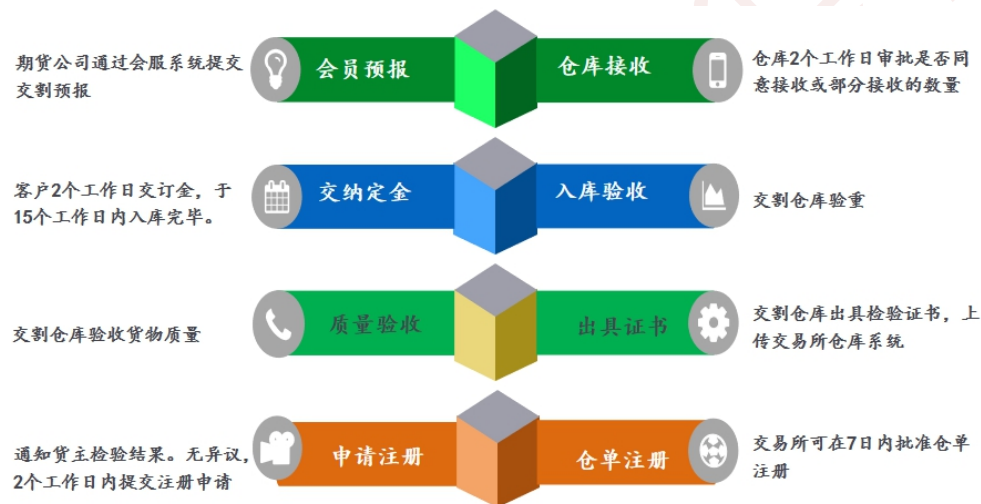 期货公司通过会服系统提交
交割预报
会员预报
仓库接收
仓库2个工作日审批是否同
意接收或部分接收的数量
客户2个工作日交订金，于
15个工作日内入库完毕。
交纳定金
入库验收
交割仓库验重
交割仓库验收货物质量
质量验收
出具证书
交割仓库出具检验证书，上
传交易所仓库系统
通知货主检验结果。无异议，
2个工作日内提交注册申请
申请注册
仓单注册
交易所可在7日内批准仓单
注册